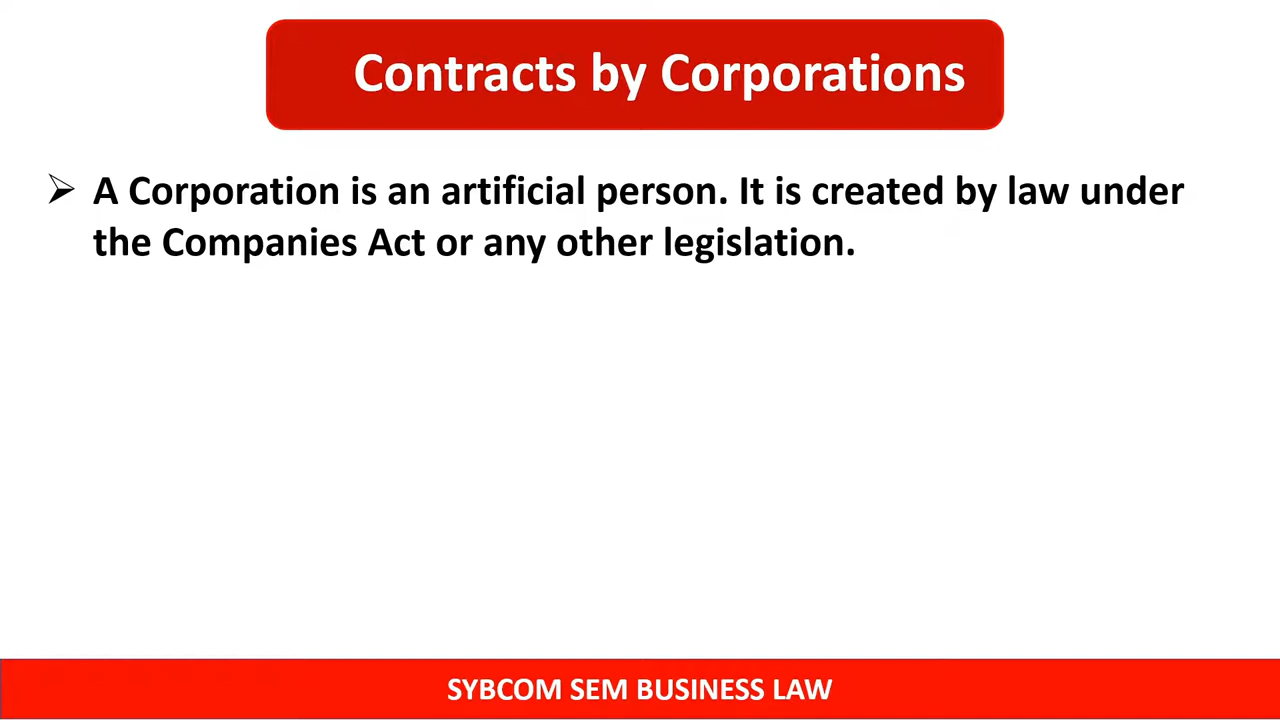 Contracts by Corporations
A Corporation is an artificial person. It is created by law under
the Companies Act or any other legislation.
SYBCOM SEM BUSINESS LAW